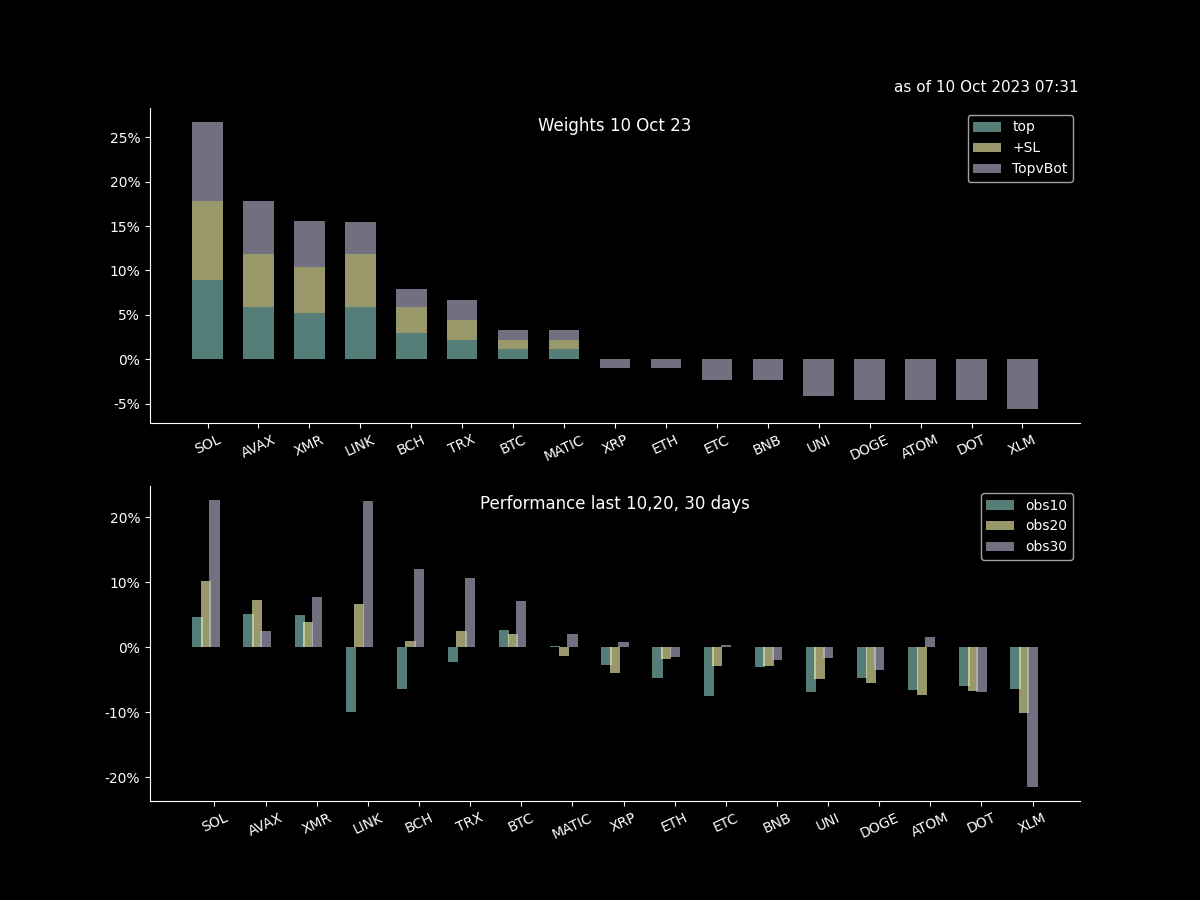 as of 10 Oct 2023 07:31
Weights 10 Oct 23
top
+SL
TopvBot
25%
20%
15%
10%
5%
0%
-5%
SOL AVAX XMR LINK BCH TRX BTC MATIC XRP ETH ETC BNB UNI DOGE ATOM DOT XLM
Performance last 10,20, 30 days
obs10
obs20
obs30
20%
10%
0%
-10%
-20%
SOL AVAX XMR LINK BCH TRX BTC MATIC XRP ETH ETC BNB UNI DOGE ATOM DOT XLM